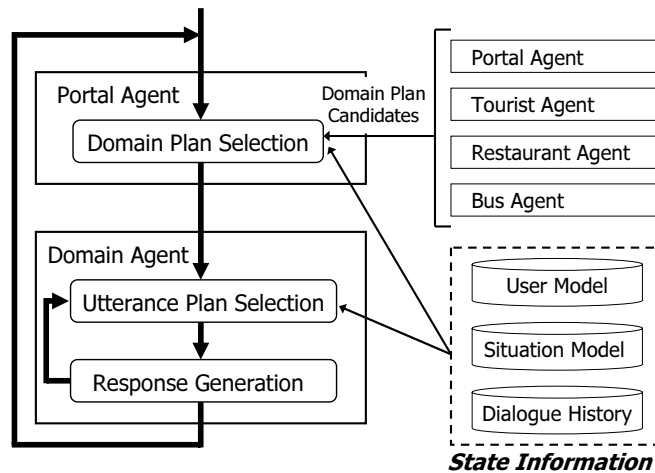 Portal Agent
Domain Plan Selection
Domain Plan
Candidates
Portal Agent
Tourist Agent
Restaurant Agent
Bus Agent
Domain Agent
Utterance Plan Selection
Response Generation
User Model
Situation Model
Dialogue History
State Information